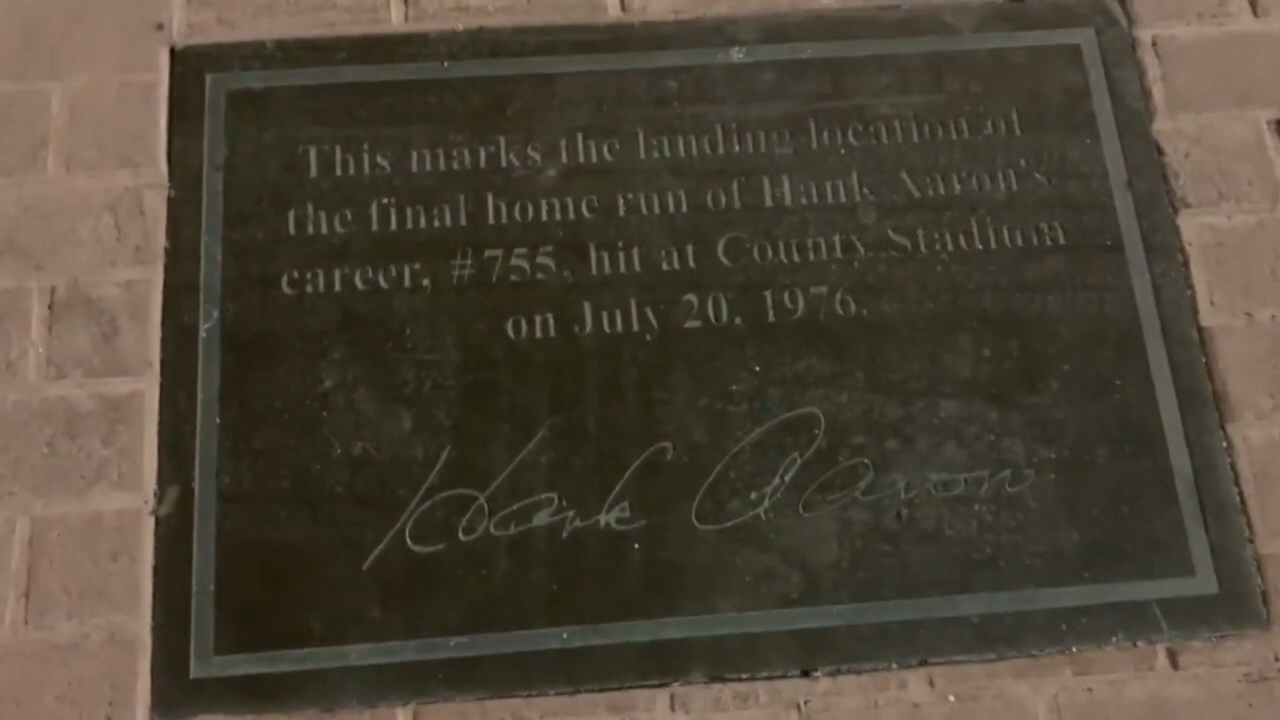 This marks the landing location of
the final home run of Hank Aaron's
career, #755, hit at County Stadium
on July 20, 1976.
Hank Aaron